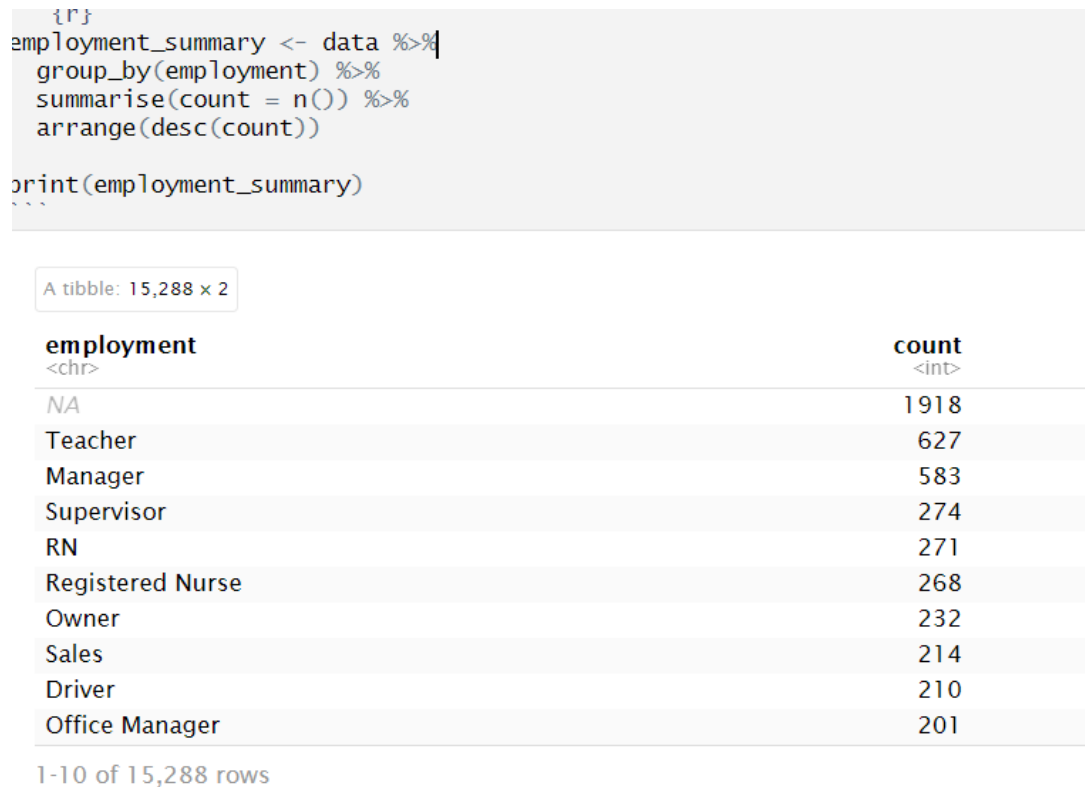 {r}
employment_summary <- data %>%
group_by(employment) %>%
summarise(count = n()) %>%
arrange(desc(count))
print(employment_summary)
```
A tibble: 15,288 × 2
employment count
<chr> <int>
NA 1918
Teacher 627
Manager 583
Supervisor 274
RN 271
Registered Nurse 268
Owner 232
Sales 214
Driver 210
Office Manager 201
1-10 of 15,288 rows